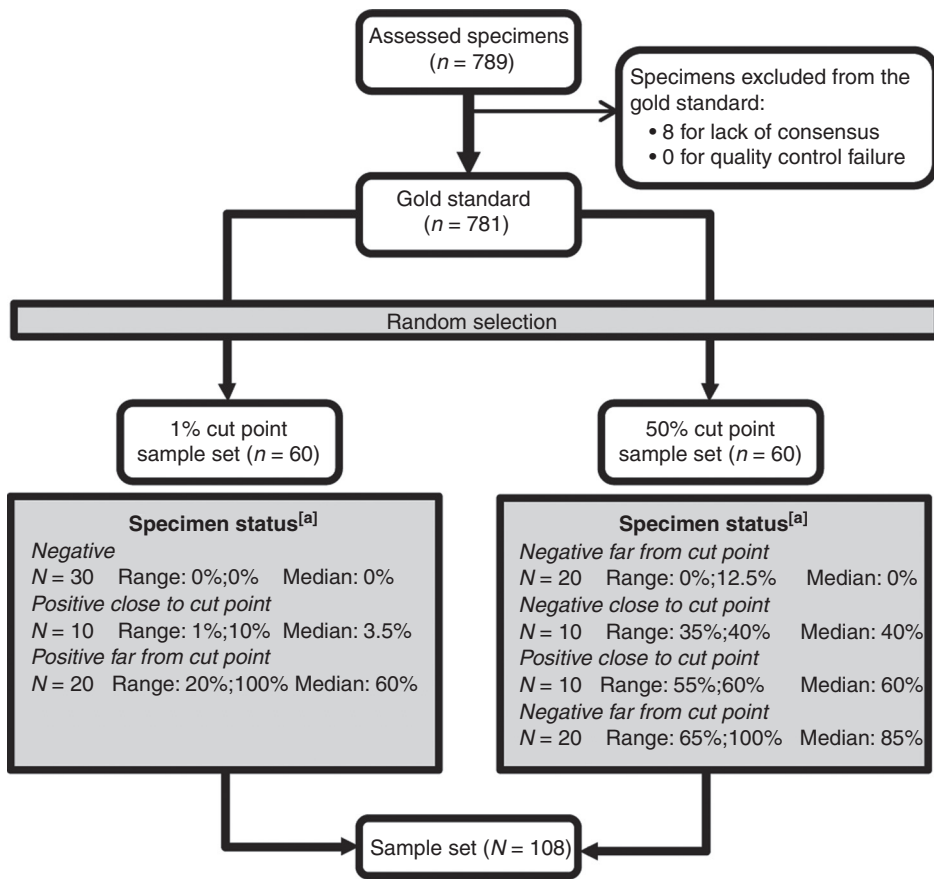 Assessed specimens
(n = 789)
Specimens excluded from the
gold standard:
• 8 for lack of consensus
• 0 for quality control failure
Gold standard
(n = 781)
Random selection
1% cut point
sample set (n = 60)
50% cut point
sample set (n = 60)
Specimen status[a]
Negative
N = 30 Range: 0%;0% Median: 0%
Positive close to cut point
N = 10 Range: 1%;10% Median: 3.5%
Positive far from cut point
N = 20 Range: 20%;100% Median: 60%
Specimen status[a]
Negative far from cut point
N = 20 Range: 0%;12.5% Median: 0%
Negative close to cut point
N = 10 Range: 35%;40% Median: 40%
Positive close to cut point
N = 10 Range: 55%;60% Median: 60%
Negative far from cut point
N = 20 Range: 65%;100% Median: 85%
Sample set (N = 108)